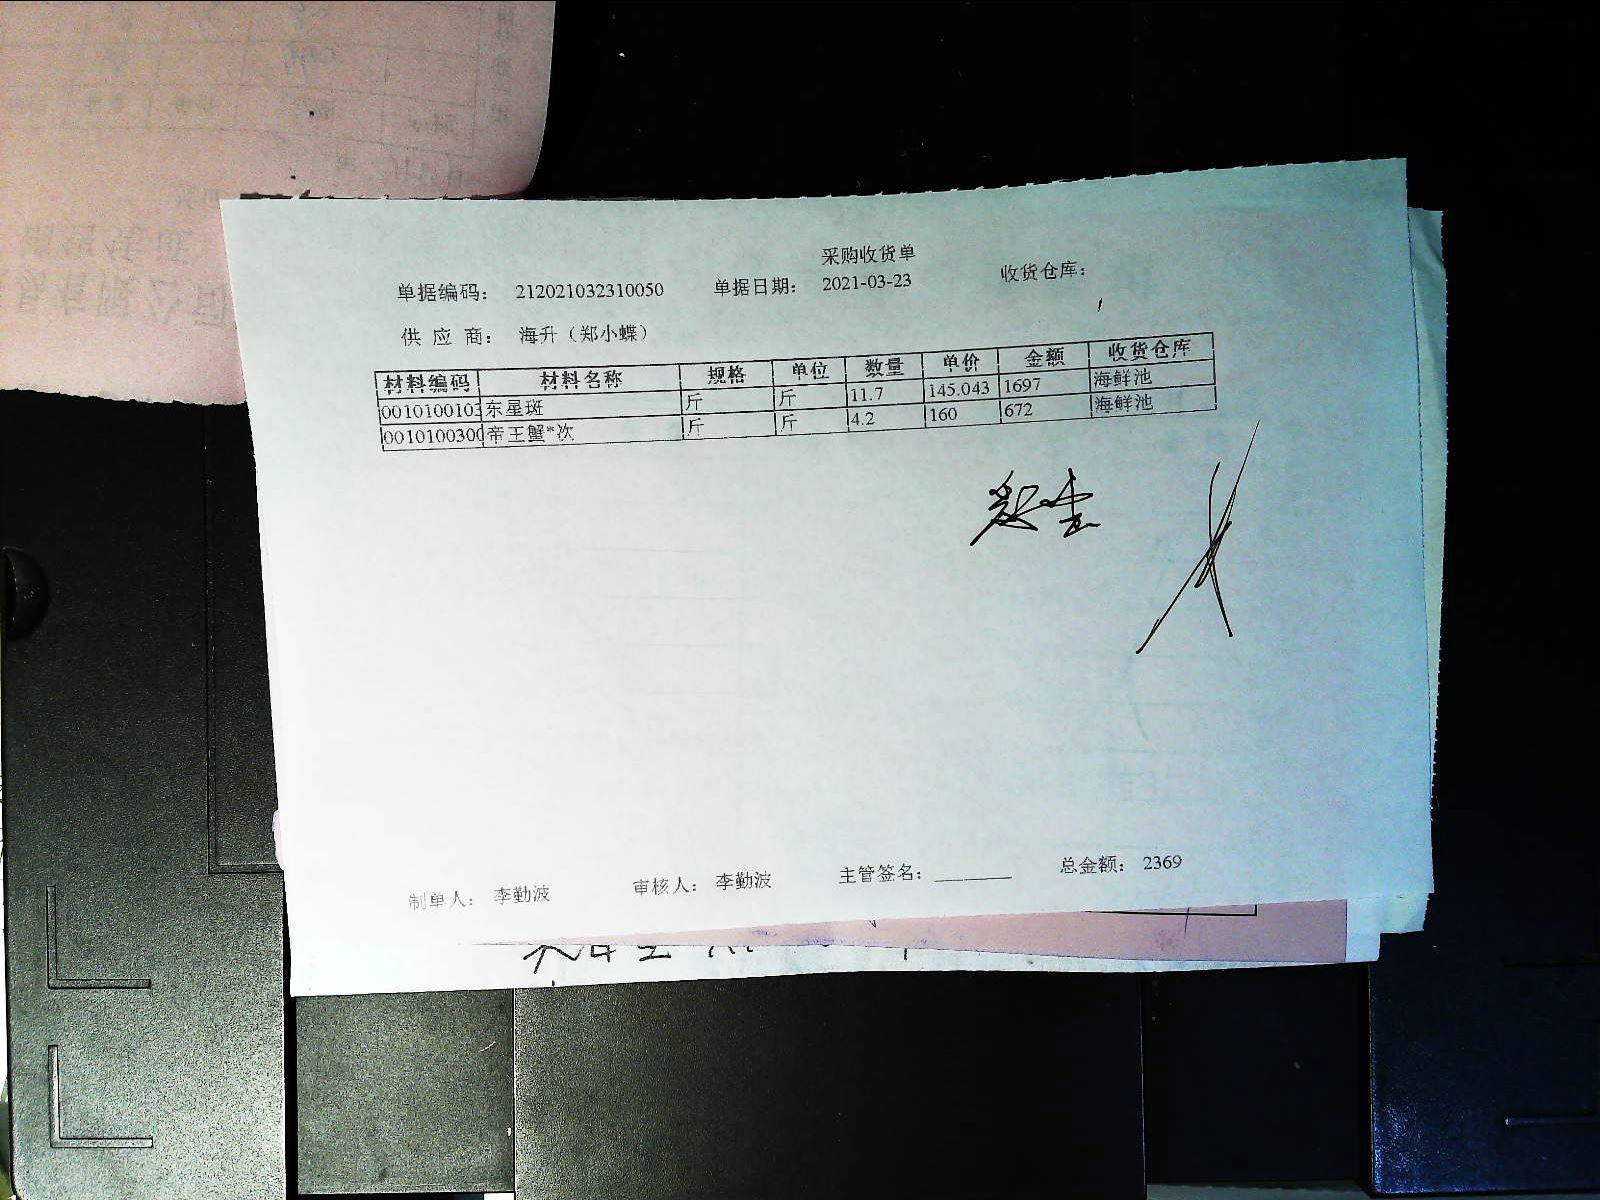 采购收货单
单据编码： 212021032310050 单据日期： 2021-03-23 收货仓库：
供 应 商： 海升（郑小蝶）
材料编码 材料名称 规格 单位 数量 单价 金额 收货仓库
0010100103 东星斑 斤 斤 11.7 145.043 1697 海鲜池
0010100300 帝王蟹*次 斤 斤 4.2 160 672 海鲜池
制单人： 李勤波 审核人： 李勤波 主管签名：________ 总金额： 2369